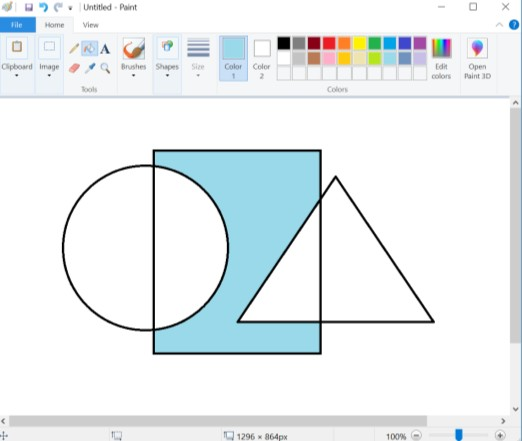 Untitled - Paint
File Home View
Clipboard
Image
Tools
A
Brushes
Shapes
Size
Color
1
Color
2
Colors
Edit
colors
Open
Paint 3D
1296 × 864px
100%